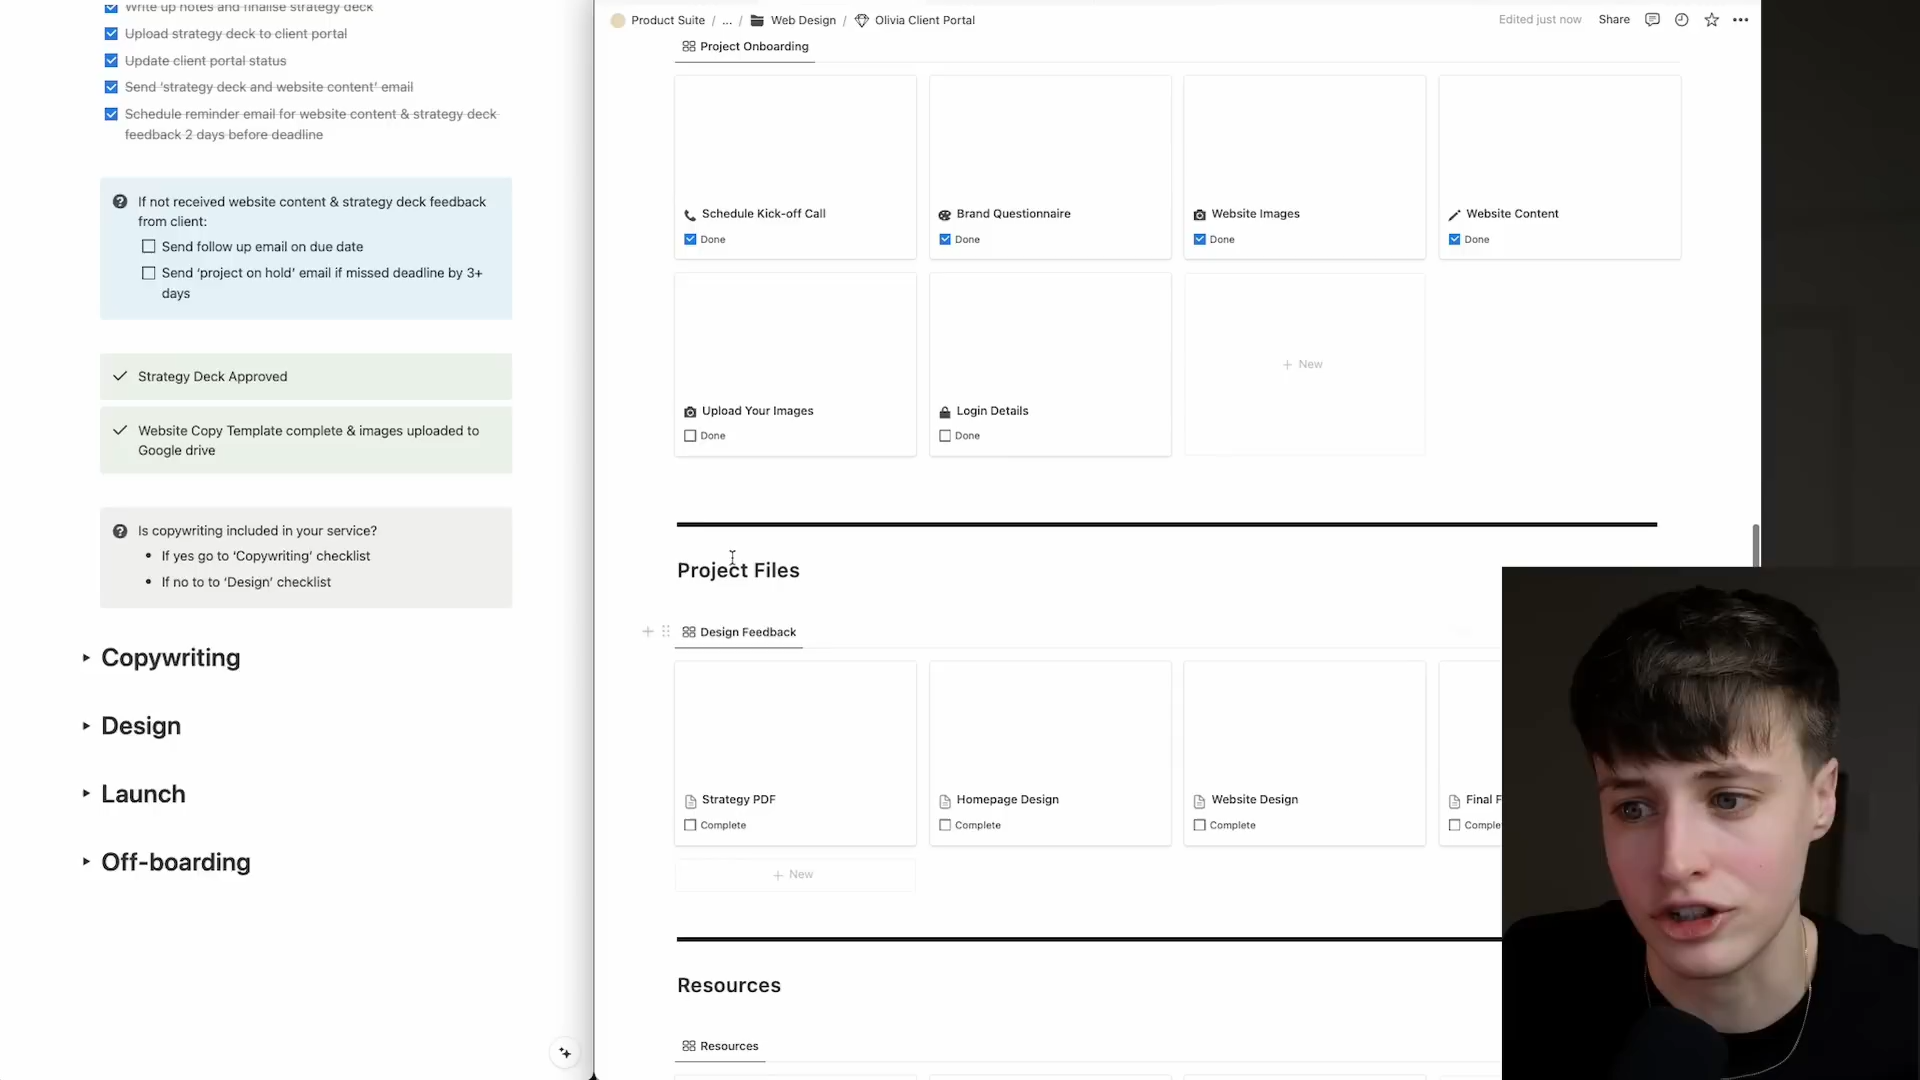 Write up notes and finalise strategy deck
Upload strategy deck to client portal
Update client portal status
Send ‘strategy deck and website content’ email
Schedule reminder email for website content & strategy deck
feedback 2 days before deadline
If not received website content & strategy deck feedback
from client:
Send follow up email on due date
Send ‘project on hold’ email if missed deadline by 3+
days
Strategy Deck Approved
Website Copy Template complete & images uploaded to
Google drive
Is copywriting included in your service?
If yes go to ‘Copywriting’ checklist
If no to to ‘Design’ checklist
Copywriting
Design
Launch
Off-boarding
Product Suite / ... / Web Design / Olivia Client Portal
Edited just now Share
Project Onboarding
Schedule Kick-off Call
Done
Brand Questionnaire
Done
Website Images
Done
Website Content
Done
Upload Your Images
Done
Login Details
Done
+ New
Project Files
Design Feedback
Strategy PDF
Complete
Homepage Design
Complete
Website Design
Complete
Final F
Comple
+ New
Resources
Resources